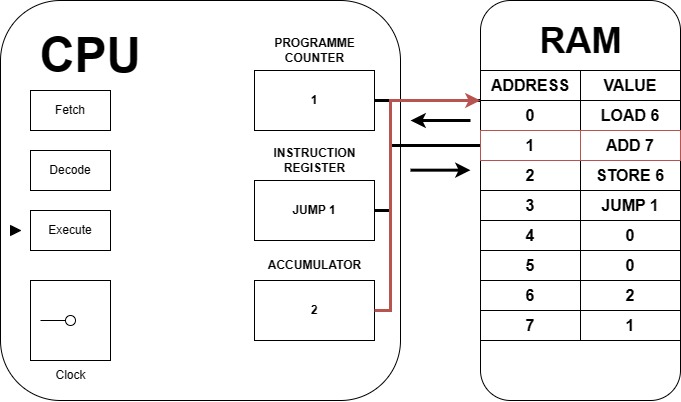 CPU
Fetch
Decode
Execute
Clock
PROGRAMME
COUNTER
1
INSTRUCTION
REGISTER
JUMP 1
ACCUMULATOR
2
RAM
ADDRESS VALUE
0 LOAD 6
1 ADD 7
2 STORE 6
3 JUMP 1
4 0
5 0
6 2
7 1